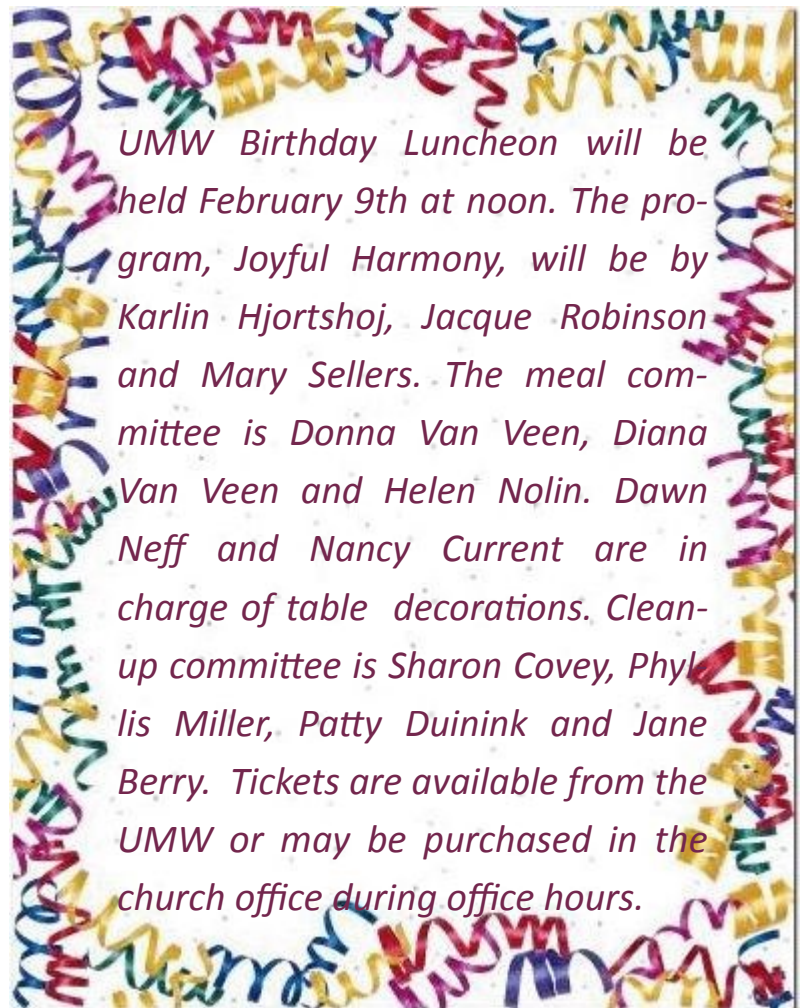 UMW Birthday Luncheon will be
held February 9th at noon. The pro-
gram, Joyful Harmony, will be by
Karlin Hjortshoj, Jacque Robinson
and Mary Sellers. The meal com-
mittee is Donna Van Veen, Diana
Van Veen and Helen Nolin. Dawn
Neff and Nancy Current are in
charge of table decorations. Clean-
up committee is Sharon Covey, Phyl-
lis Miller, Patty Duinink and Jane
Berry. Tickets are available from the
UMW or may be purchased in the
church office during office hours.